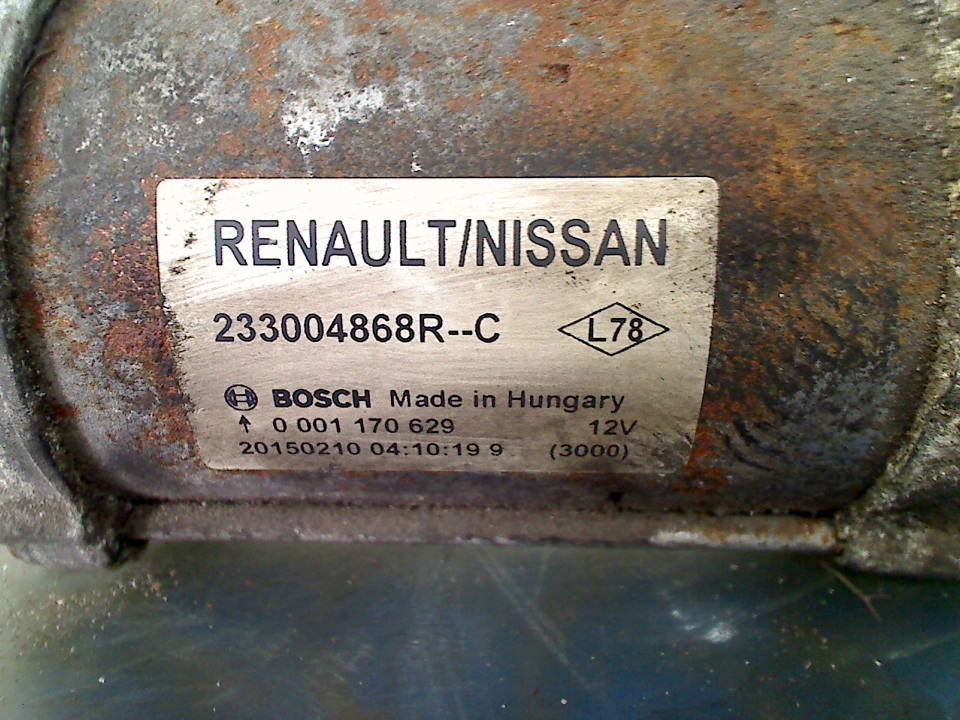 RENAULT/NISSAN
233004868R--C L78
BOSCH Made in Hungary
↑ 0 001 170 629 12V
20150210 04:10:19 9 (3000)